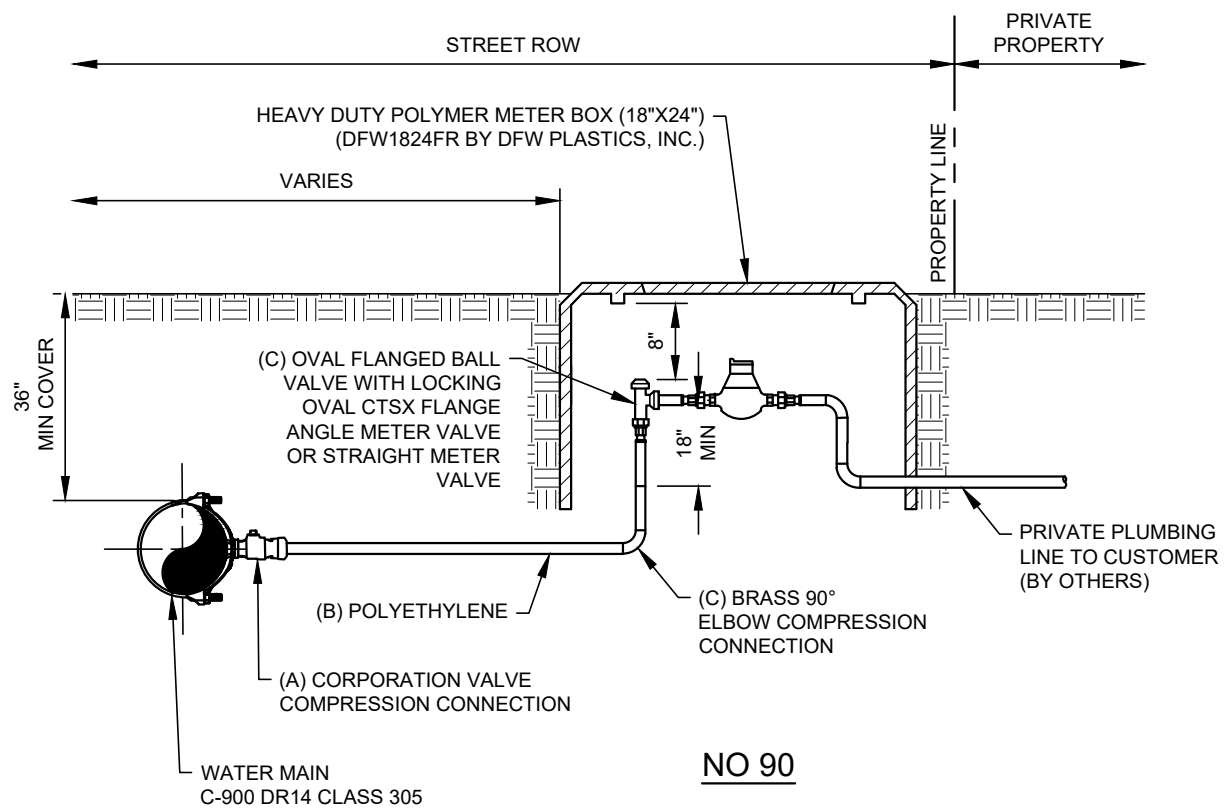 PRIVATE
PROPERTY
STREET ROW
HEAVY DUTY POLYMER METER BOX (18"X24")
(DFW1824FR BY DFW PLASTICS, INC.)
PROPERTY LINE
VARIES
36"
MIN COVER
8"
(C) OVAL FLANGED BALL
VALVE WITH LOCKING
OVAL CTSX FLANGE
ANGLE METER VALVE
OR STRAIGHT METER
VALVE
18"
MIN
PRIVATE PLUMBING
LINE TO CUSTOMER
(BY OTHERS)
(B) POLYETHYLENE
(C) BRASS 90°
ELBOW COMPRESSION
CONNECTION
(A) CORPORATION VALVE
COMPRESSION CONNECTION
WATER MAIN
C-900 DR14 CLASS 305
NO 90